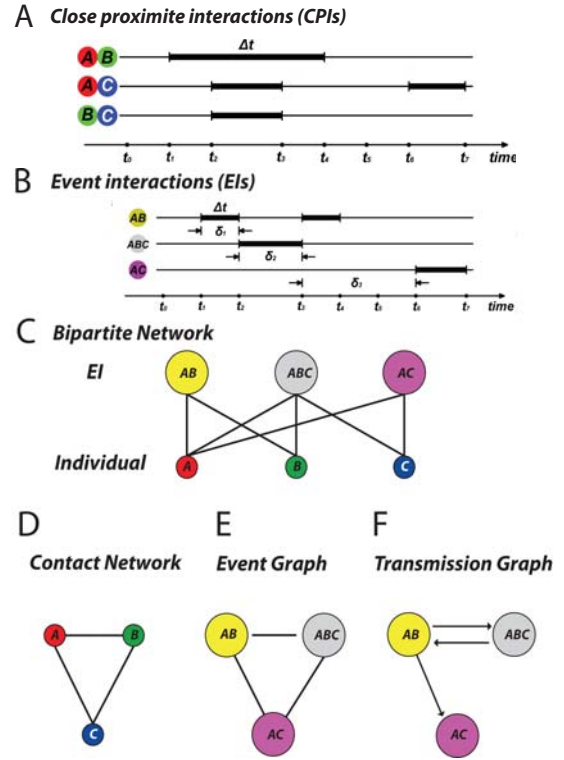 A Close proximite interactions (CPIs)
Δt
A B
A C
B C
t₀ t₁ t₂ t₃ t₄ t₅ t₆ t₇ time
B Event interactions (EIs)
AB Δt
δ₁
ABC
δ₂
AC
δ₃
t₀ t₁ t₂ t₃ t₄ t₅ t₆ t₇ time
C Bipartite Network
EI AB ABC AC
Individual A B C
D E F
Contact Network Event Graph Transmission Graph
A B AB ABC AB ABC
C AC AC